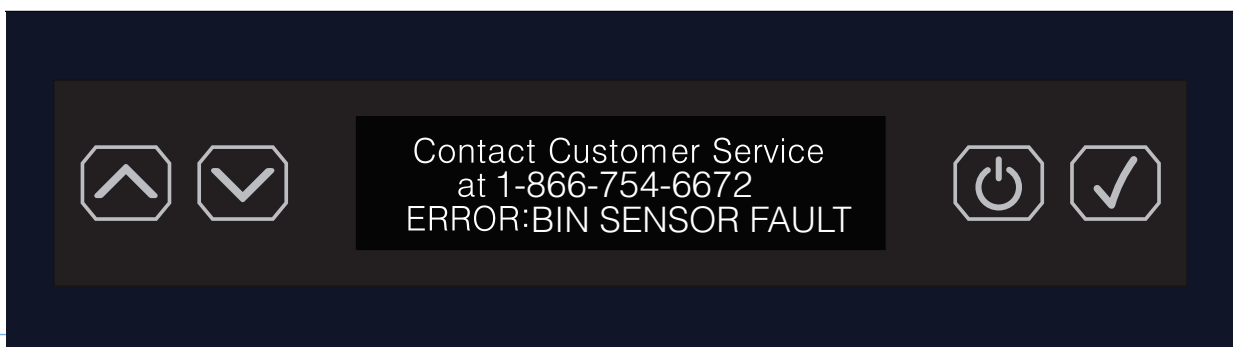 Contact Customer Service
at 1-866-754-6672
ERROR:BIN SENSOR FAULT